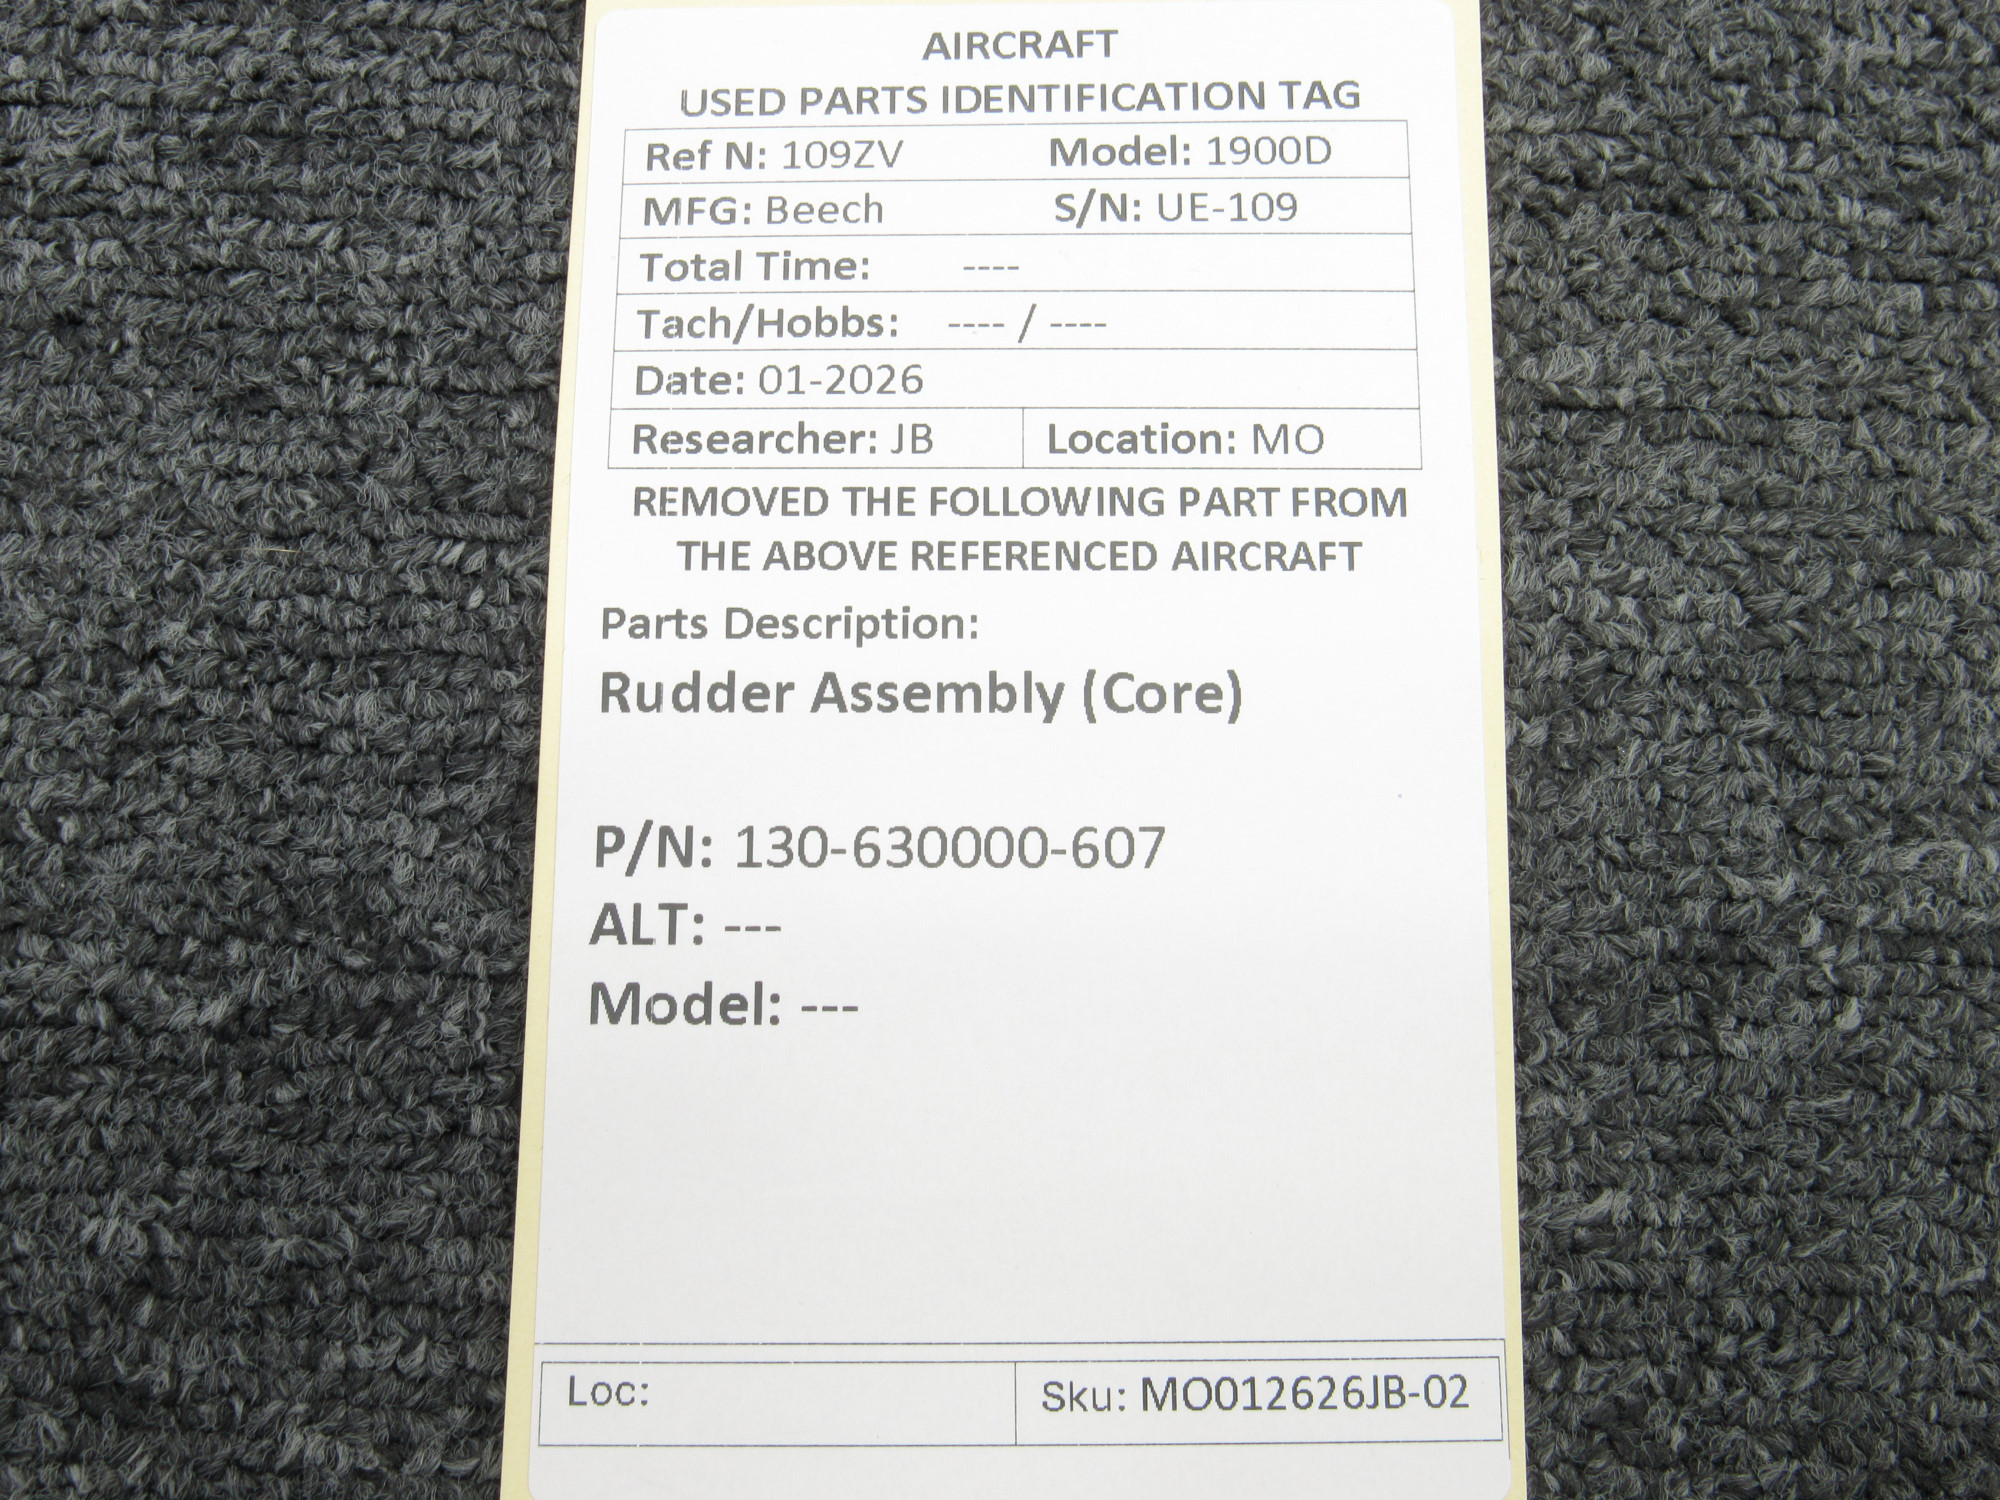 AIRCRAFT
USED PARTS IDENTIFICATION TAG
Ref N: 109ZV Model: 1900D
MFG: Beech S/N: UE-109
Total Time: ----
Tach/Hobbs: ---- / ----
Date: 01-2026
Researcher: JB Location: MO
REMOVED THE FOLLOWING PART FROM
THE ABOVE REFERENCED AIRCRAFT
Parts Description:
Rudder Assembly (Core)
P/N: 130-630000-607
ALT: ---
Model: ---
Loc: Sku: MO012626JB-02